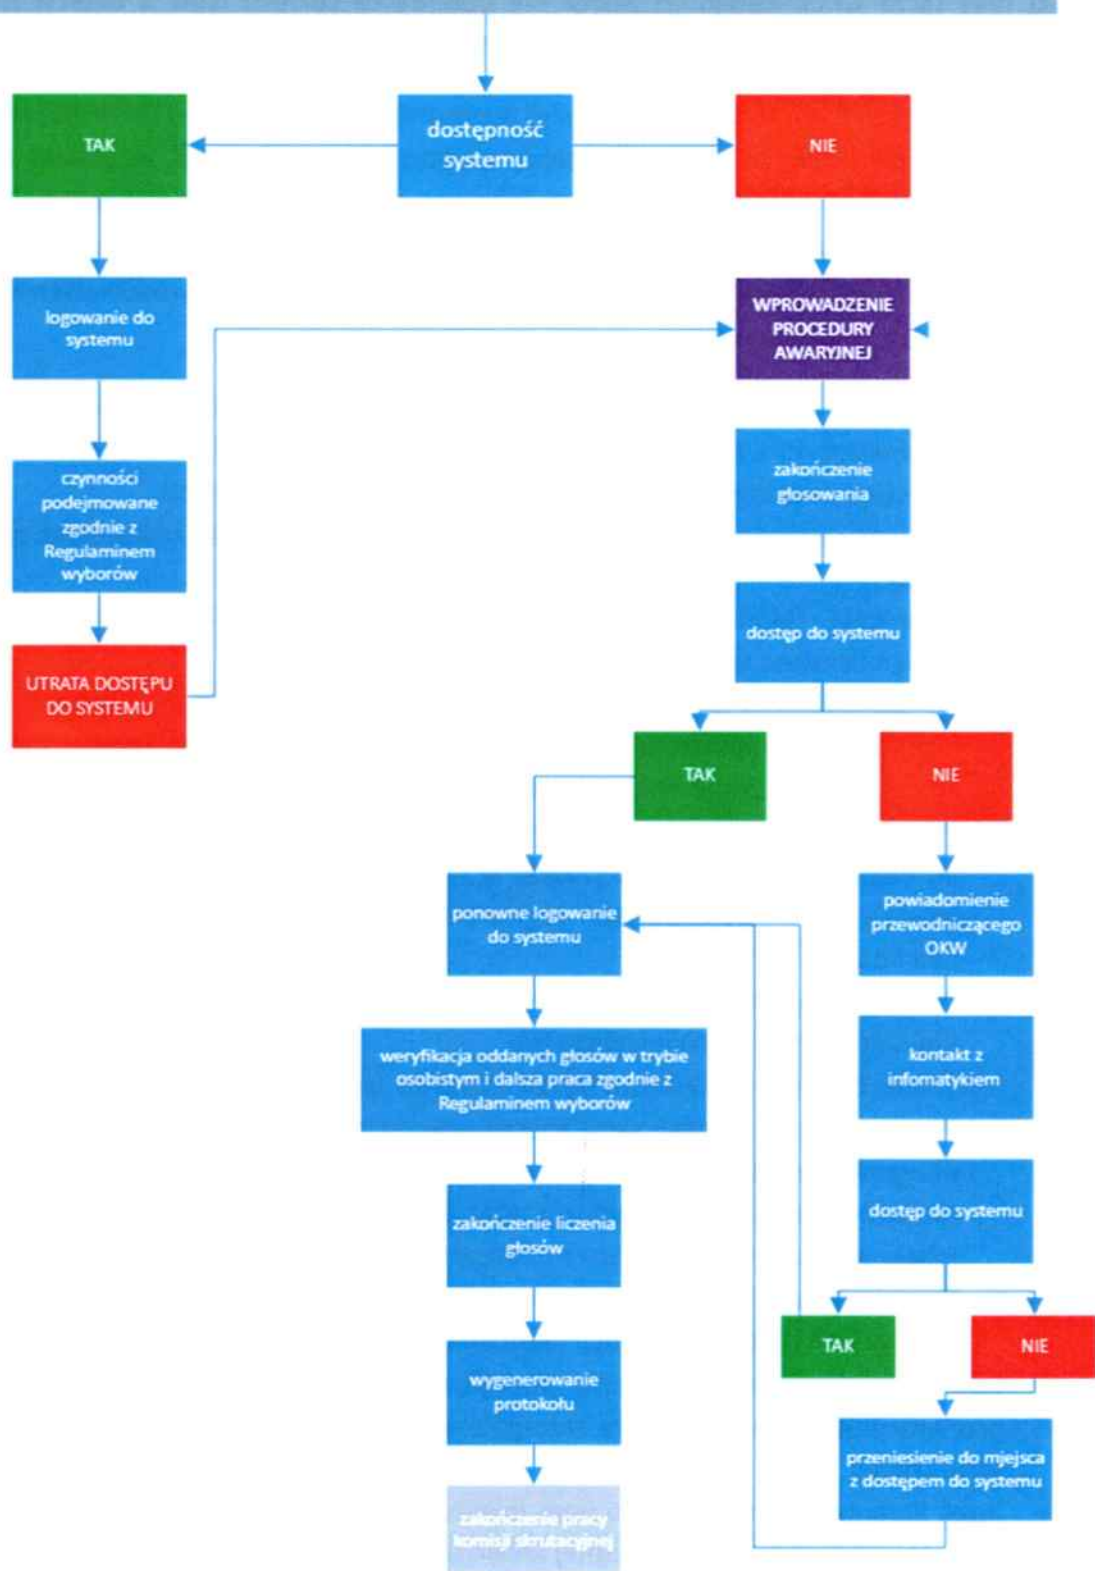 TAK
dostępność
systemu
NIE
logowanie do
systemu
WPROWADZENIE
PROCEDURY
AWARYJNEJ
czynności
podejmowane
zgodnie z
Regulaminem
wyborów
zakończenie
głosowania
UTRATA DOSTĘPU
DO SYSTEMU
dostęp do systemu
TAK
NIE
ponowne logowanie
do systemu
powiadomienie
przewodniczącego
OKW
weryfikacja oddanych głosów w trybie
osobistym i dalsza praca zgodnie z
Regulaminem wyborów
kontakt z
infomatykiem
zakończenie liczenia
głosów
dostęp do systemu
TAK
NIE
wygenerowanie
protokołu
przeniesienie do mjejsca
z dostępem do systemu
zakończenie pracy
komisji skrutacyjnej